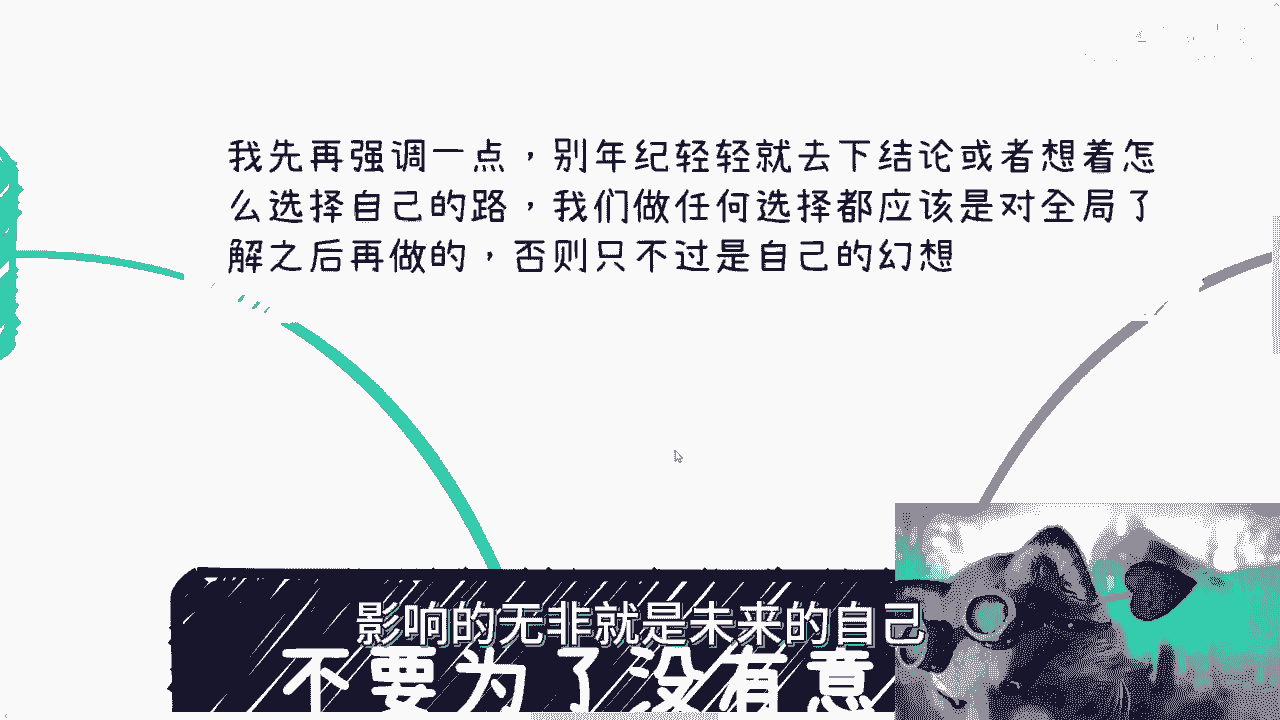 我先再强调一点，别年纪轻轻就去下结论或者想着怎
么选择自己的路，我们做任何选择都应该是对全局了
解之后再做的，否则只不过是自己的幻想
影响的无非就是未来的自己
不要为了没有意